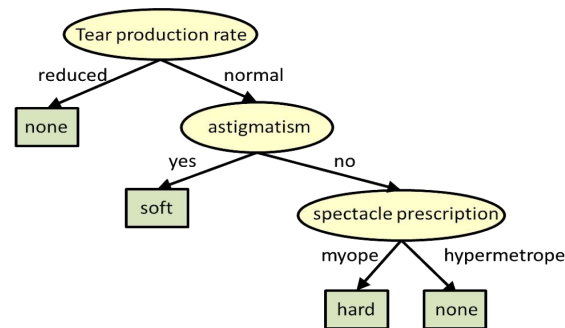 Tear production rate
reduced
normal
none
astigmatism
yes
no
soft
spectacle prescription
myope
hypermetrope
hard
none